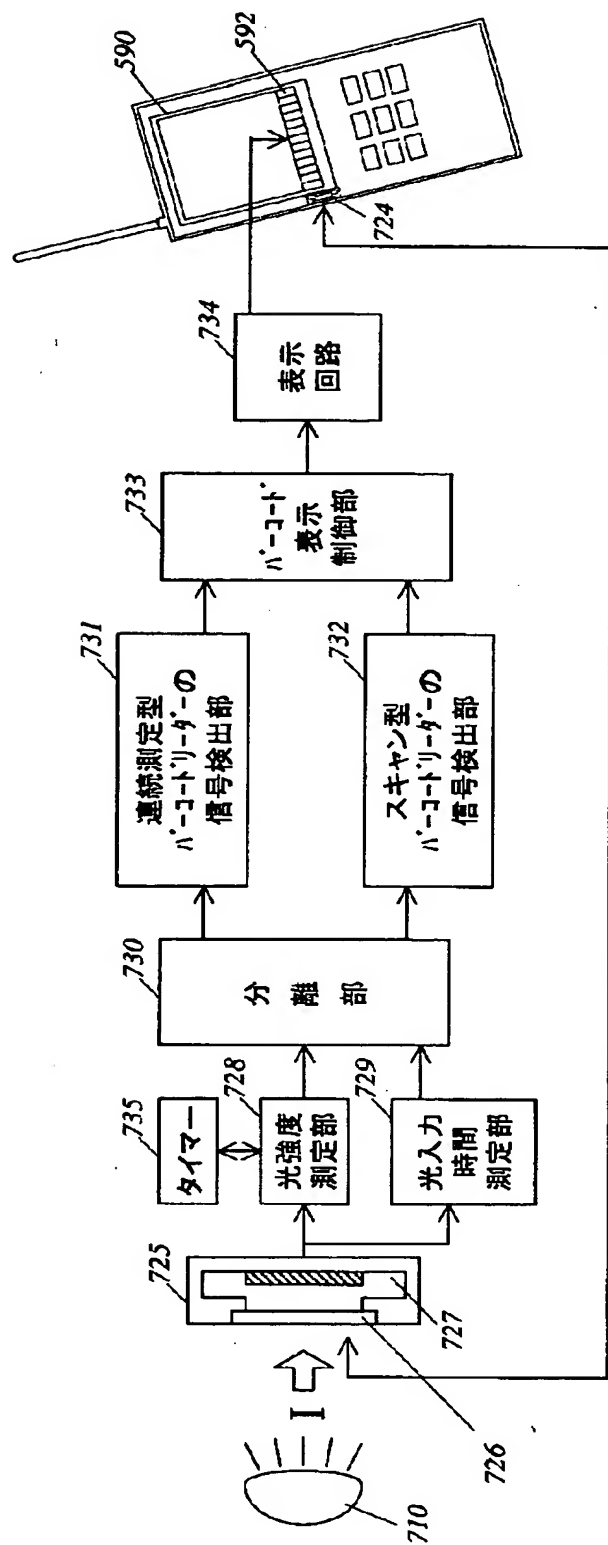 710
I
725
726
727
735
タイマー
728
光強度
測定部
729
光入力
時間
測定部
730
分離部
731
連続測定型
バーコードリーダーの
信号検出部
732
スキャン型
バーコードリーダーの
信号検出部
733
バーコード
表示
制御部
734
表示
回路
590
592
724